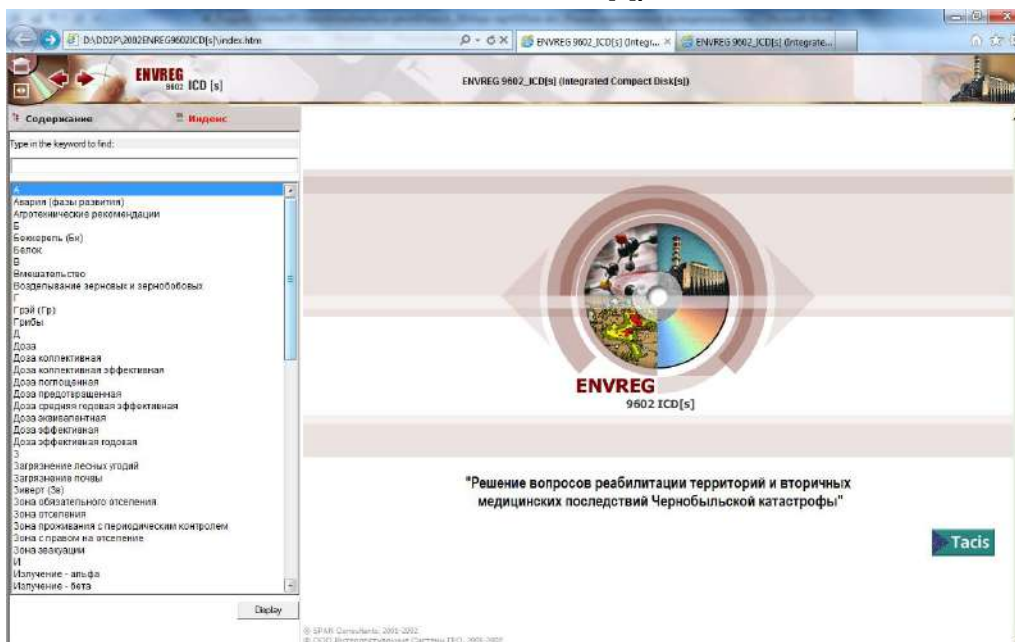 D:\DD2P\2002ENREG9602ICD[s]\index.htm
ENVREG 9602_ICD[s] (Integr...
ENVREG 9602_ICD[s] (Integrate...
ENVREG
9602 ICD [s]
ENVREG 9602_ICD[s] (Integrated Compact Disk[s])
Содержание
Индекс
Type in the keyword to find:
А
Авария (фазы развития)
Агротехнические рекомендации
Б
Беккерель (Бк)
Белок
В
Вмешательство
Возделывание зерновых и зернобобовых
Г
Грэй (Гр)
Грибы
Д
Доза
Доза коллективная
Доза коллективная эффективная
Доза поглощенная
Доза предотвращенная
Доза средняя годовая эффективная
Доза эквивалентная
Доза эффективная
Доза эффективная годовая
З
Загрязнение лесных угодий
Загрязнение почвы
Зиверт (Зв)
Зона обязательного отселения
Зона отселения
Зона проживания с периодическим контролем
Зона с правом на отселение
Зона эвакуации
И
Излучение - альфа
Излучение - бета
Display
ENVREG
9602 ICD[s]
"Решение вопросов реабилитации территорий и вторичных
медицинских последствий Чернобыльской катастрофы"
Tacis
© SPAN Consultants, 2001-2002